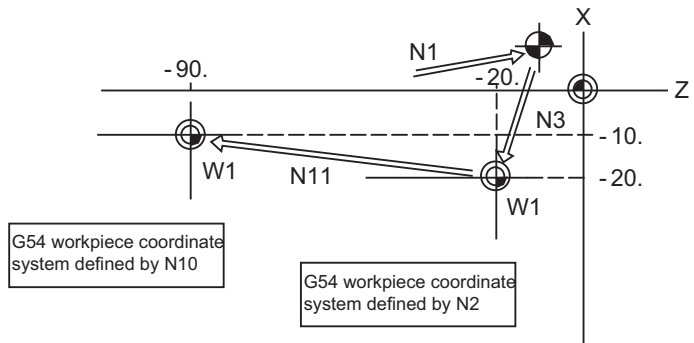 X
N1
-90.
-20.
Z
N3
-10.
W1
N11
-20.
W1
G54 workpiece coordinate
system defined by N10
G54 workpiece coordinate
system defined by N2